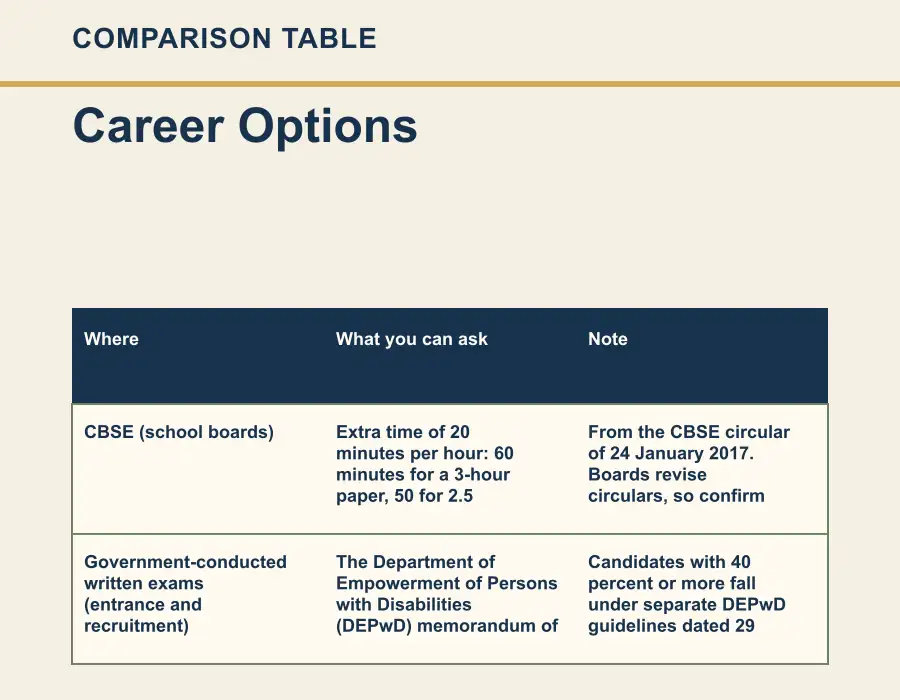 COMPARISON TABLE
Career Options
Where
What you can ask
Note
CBSE (school boards)
Extra time of 20
minutes per hour: 60
minutes for a 3-hour
paper, 50 for 2.5
From the CBSE circular
of 24 January 2017.
Boards revise
circulars, so confirm
Government-conducted
written exams
(entrance and
recruitment)
The Department of
Empowerment of Persons
with Disabilities
(DEPwD) memorandum of
Candidates with 40
percent or more fall
under separate DEPwD
guidelines dated 29